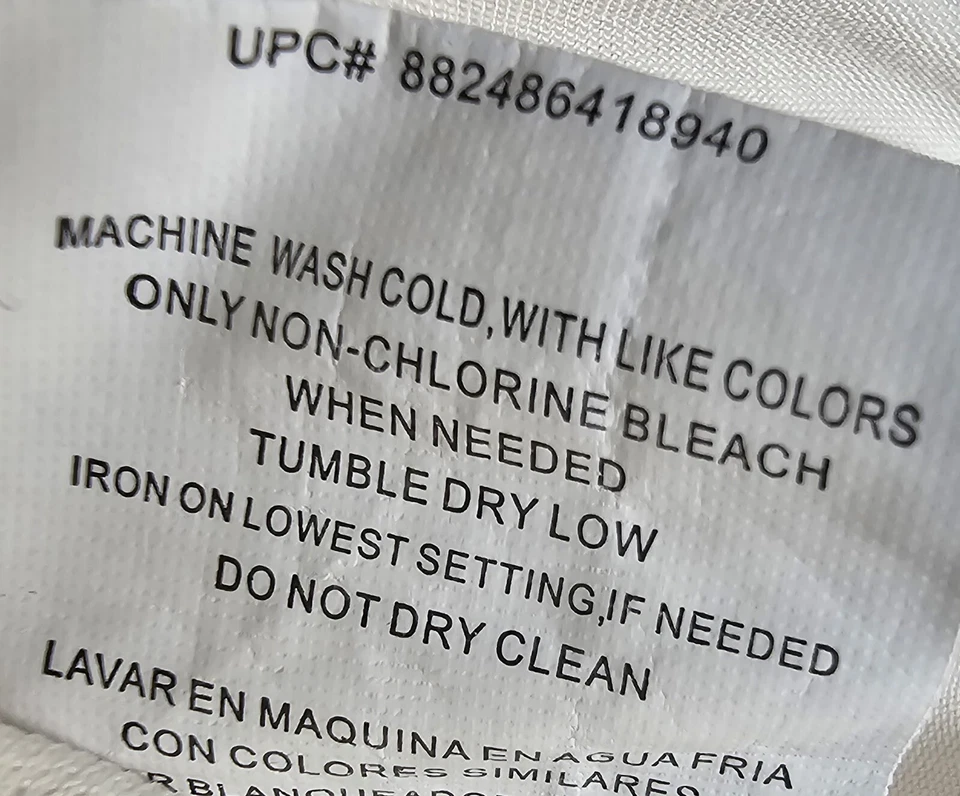 UPC# 882486418940
MACHINE WASH COLD, WITH LIKE COLORS
ONLY NON-CHLORINE BLEACH
WHEN NEEDED
TUMBLE DRY LOW
IRON ON LOWEST SETTING, IF NEEDED
DO NOT DRY CLEAN
LAVAR EN MAQUINA EN AGUA FRIA
CON COLORES SIMILARES